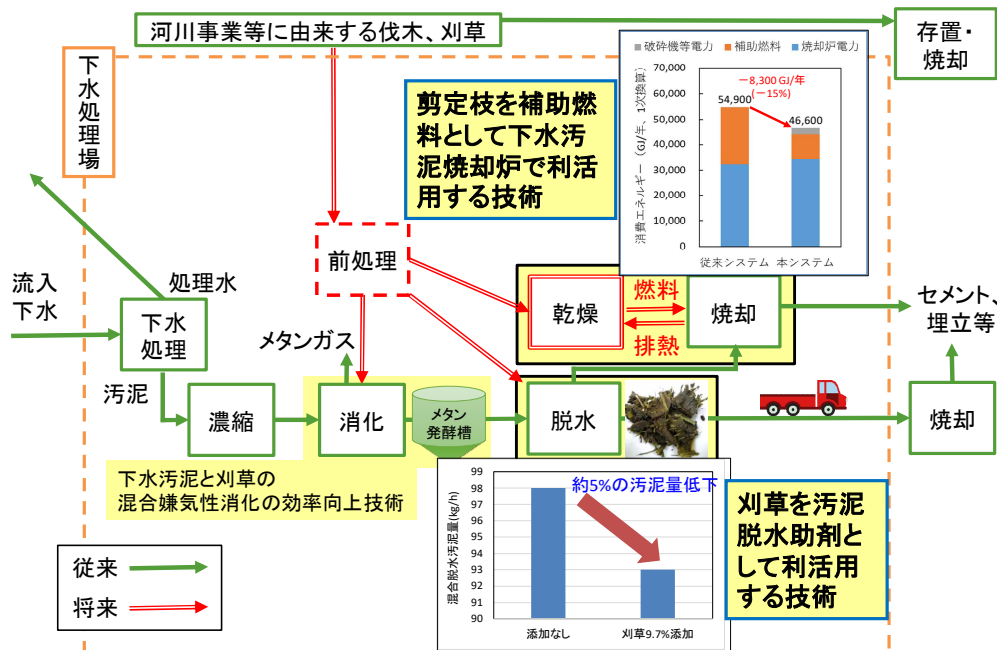 河川事業等に由来する伐木、刈草
存置・
焼却
下
水
処
理
場
剪定枝を補助燃
料として下水汚
泥焼却炉で利活
用する技術
■破砕機等電力 ■補助燃料 ■焼却炉電力
消費エネルギー（GJ/年、1次換算）
70,000
60,000
50,000
40,000
30,000
20,000
10,000
0
54,900
－8,300 GJ/年
(－15%)
46,600
従来システム 本システム
前処理
流入
下水
処理水
下水
処理
汚泥
濃縮
メタンガス
消化
メタン
発酵槽
乾燥
燃料
排熱
焼却
脱水
セメント、
埋立等
焼却
下水汚泥と刈草の
混合嫌気性消化の効率向上技術
混合脱水汚泥量(kg/h)
99
98
97
96
95
94
93
92
91
90
約5%の汚泥量低下
添加なし 刈草9.7%添加
刈草を汚泥
脱水助剤と
して利活用
する技術
従来
将来